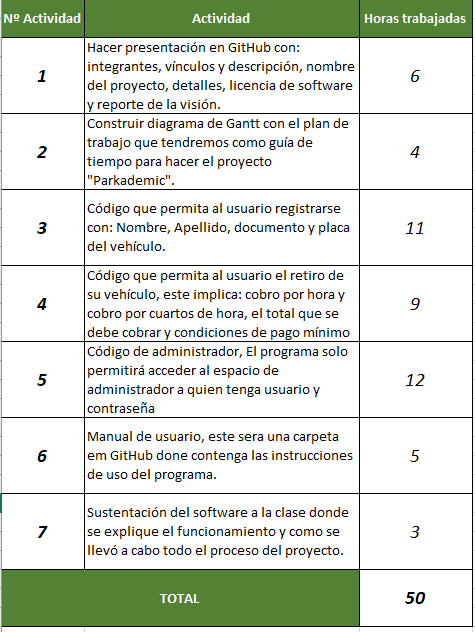 Nº Actividad Actividad Horas trabajadas
Hacer presentación en GitHub con:
integrantes, vínculos y descripción, nombre
1 del proyecto, detalles, licencia de software 6
y reporte de la visión.
Construir diagrama de Gantt con el plan de
2 trabajo que tendremos como guía de 4
tiempo para hacer el proyecto
"Parkademic".
Código que permita al usuario registrarse
3 con: Nombre, Apellido, documento y placa 11
del vehículo.
Código que permita al usuario el retiro de
su vehículo, este implica: cobro por hora y
4 cobro por cuartos de hora, el total que se 9
debe cobrar y condiciones de pago mínimo
Código de administrador, El programa solo
permitirá acceder al espacio de
5 administrador a quien tenga usuario y 12
contraseña
Manual de usuario, este sera una carpeta
6 em GitHub done contenga las instrucciones 5
de uso del programa.
Sustentación del software a la clase donde
7 se explique el funcionamiento y como se 3
llevó a cabo todo el proceso del proyecto.
TOTAL 50